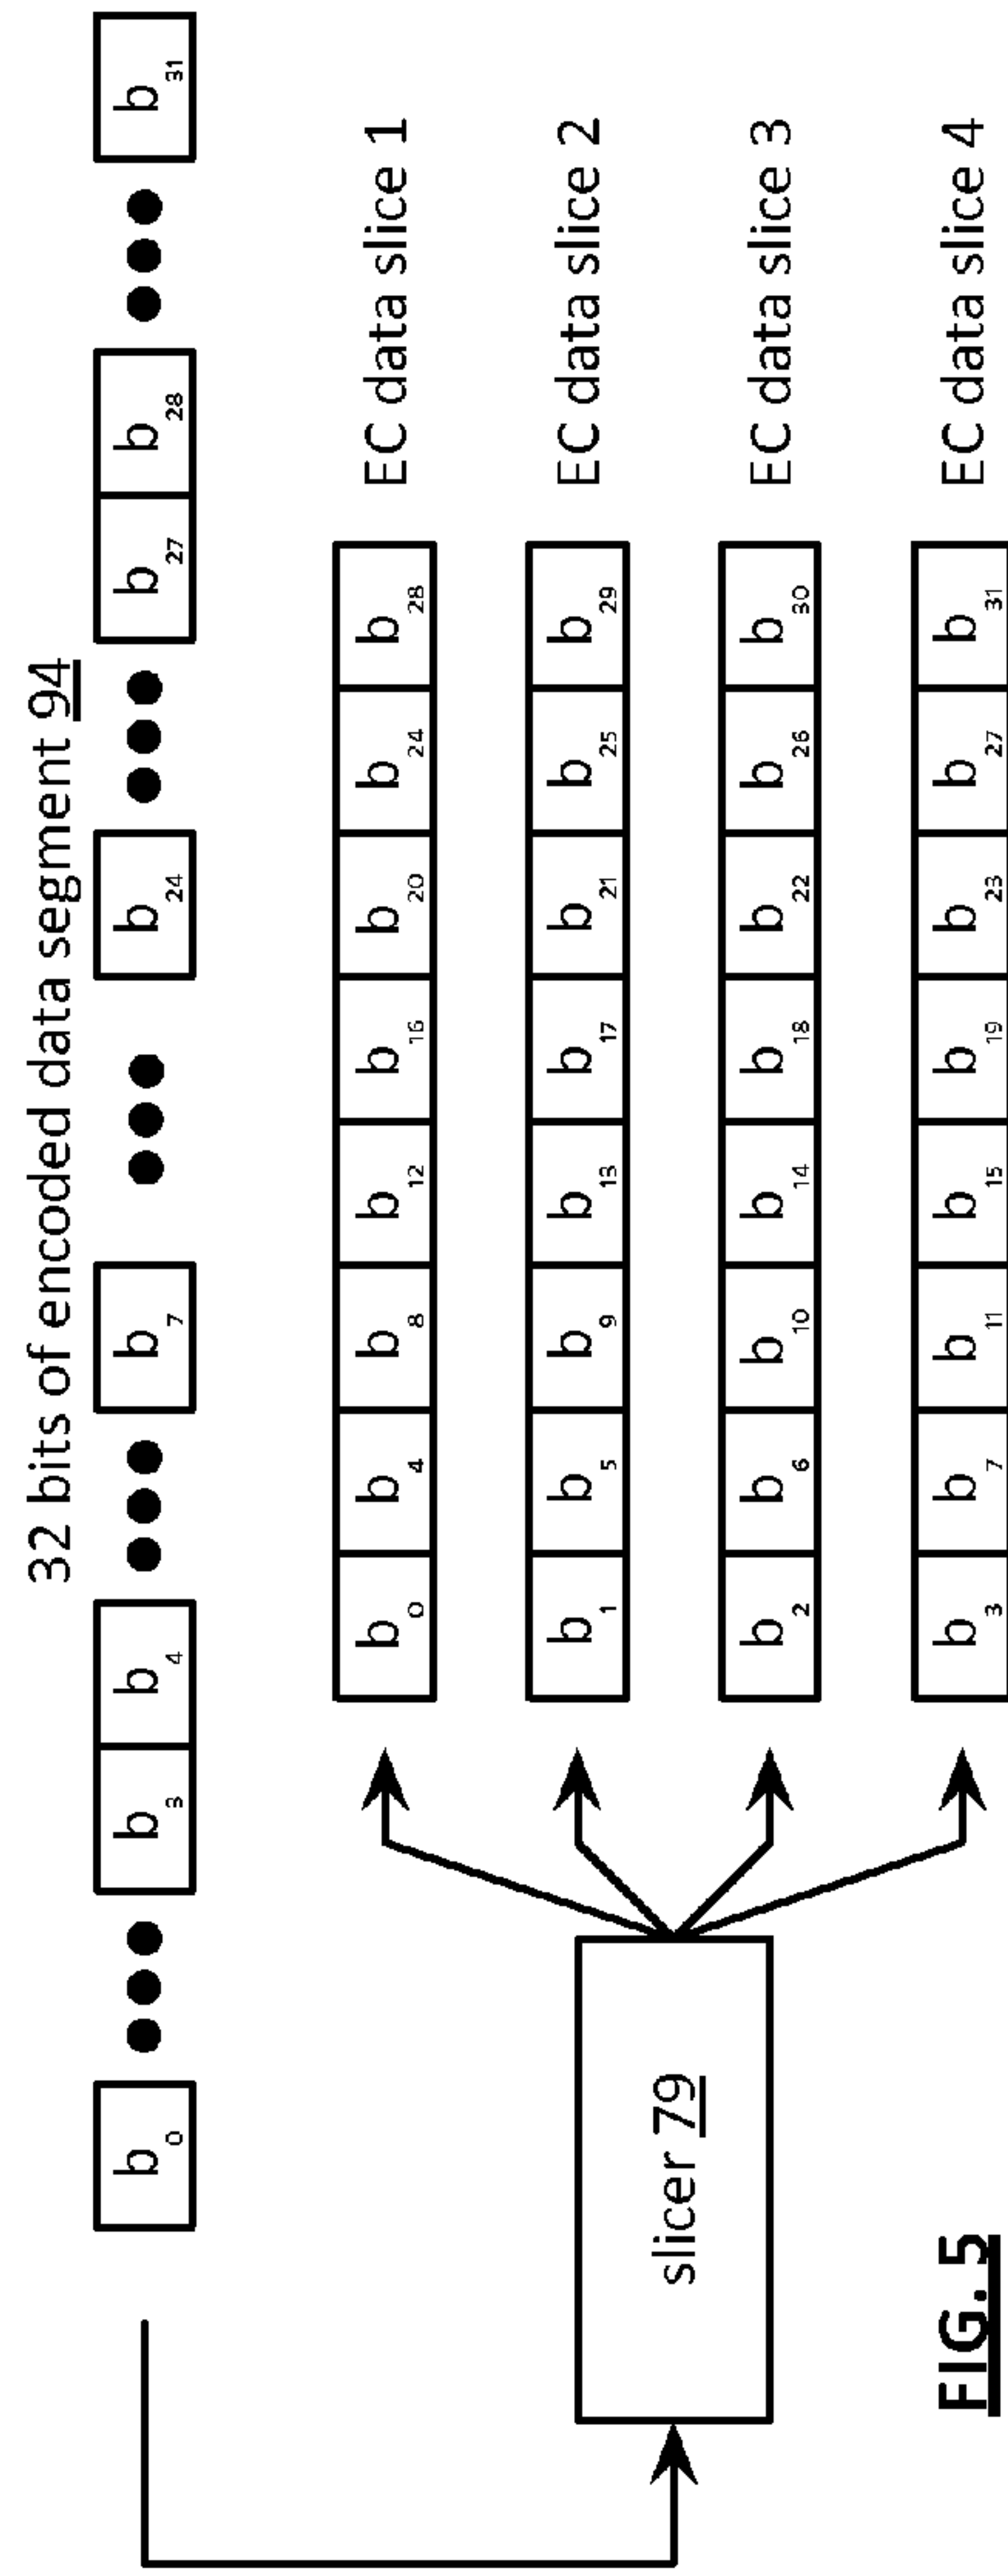 32 bits of encoded data segment 94
b0 ●●● b3 b4 ●●● b7 ●●● b24 ●●● b27 b28 ●●● b31
b0 b4 b8 b12 b16 b20 b24 b28 EC data slice 1
b1 b5 b9 b13 b17 b21 b25 b29 EC data slice 2
slicer 79
b2 b6 b10 b14 b18 b22 b26 b30 EC data slice 3
b3 b7 b11 b15 b19 b23 b27 b31 EC data slice 4
FIG. 5